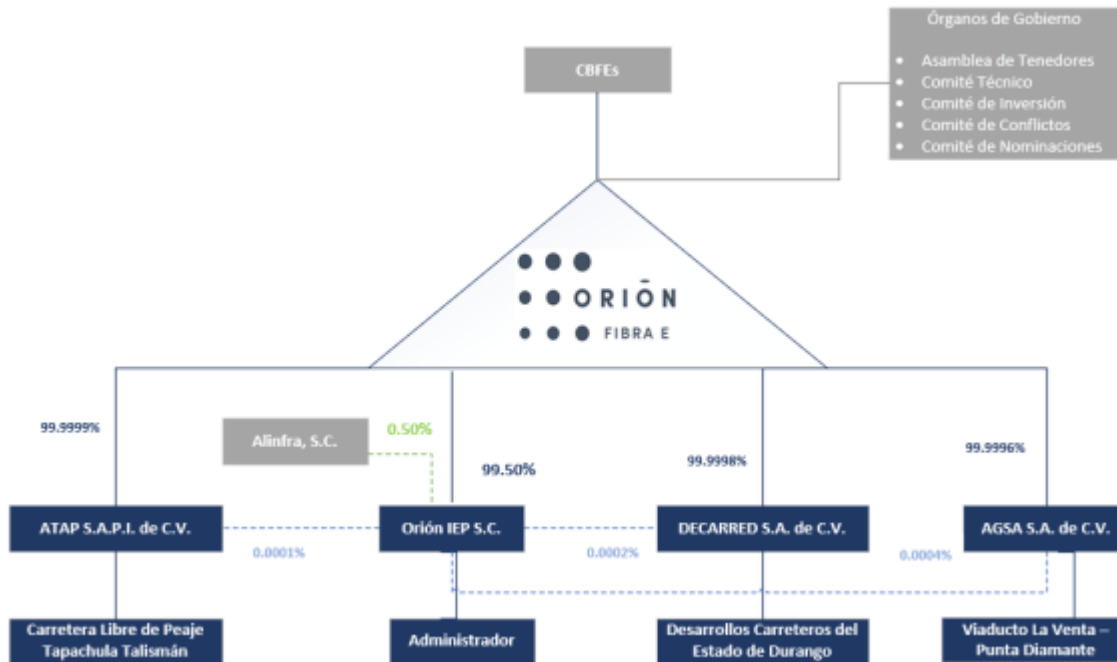 Órganos de Gobierno
CBFEs
• Asamblea de Tenedores
• Comité Técnico
• Comité de Inversión
• Comité de Conflictos
• Comité de Nominaciones
ORIŌN
FIBRA E
99.9999%
Alinfra, S.C.
0.50%
99.50%
99.9998%
99.9996%
ATAP S.A.P.I. de C.V.
Orión IEP S.C.
DECARRED S.A. de C.V.
AGSA S.A. de C.V.
0.0001%
0.0002%
0.0004%
Carretera Libre de Peaje
Tapachula Talismán
Administrador
Desarrollos Carreteros del
Estado de Durango
Viaducto La Venta –
Punta Diamante